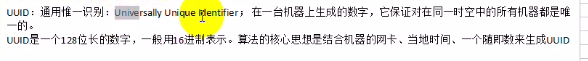 UUID：通用惟一识别：Universally Unique Identifier； 在一台机器上生成的数字，它保证对在同一时空中的所有机器都是唯
一的。
UUID是一个128位长的数字，一般用16进制表示。算法的核心思想是结合机器的网卡、当地时间、一个随即数来生成UUID